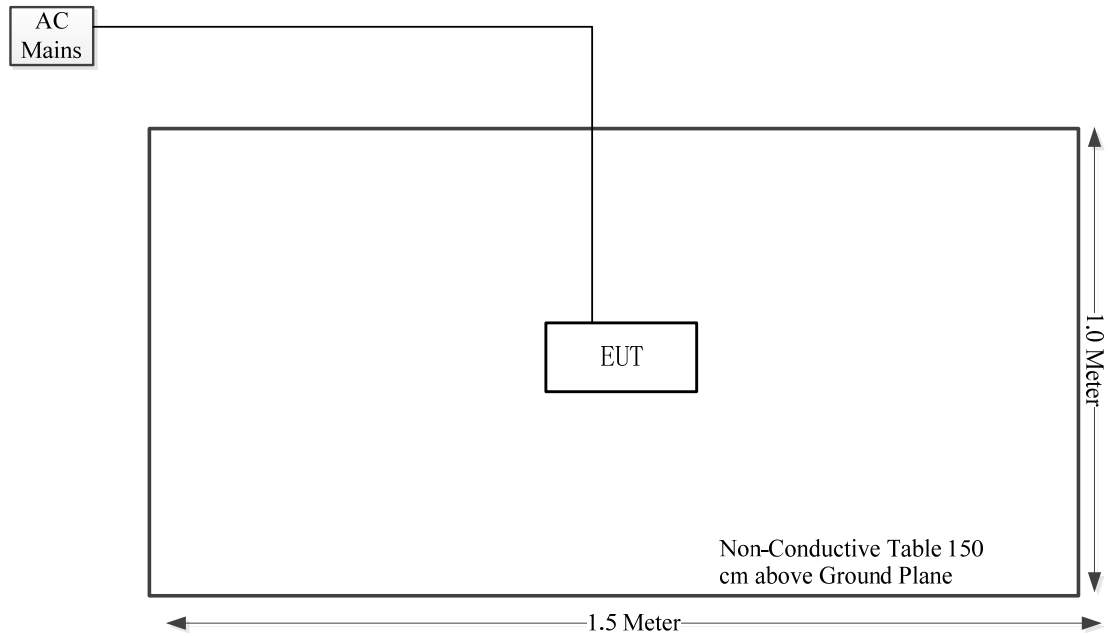 AC
Mains
EUT
1.0 Meter
Non-Conductive Table 150
cm above Ground Plane
1.5 Meter